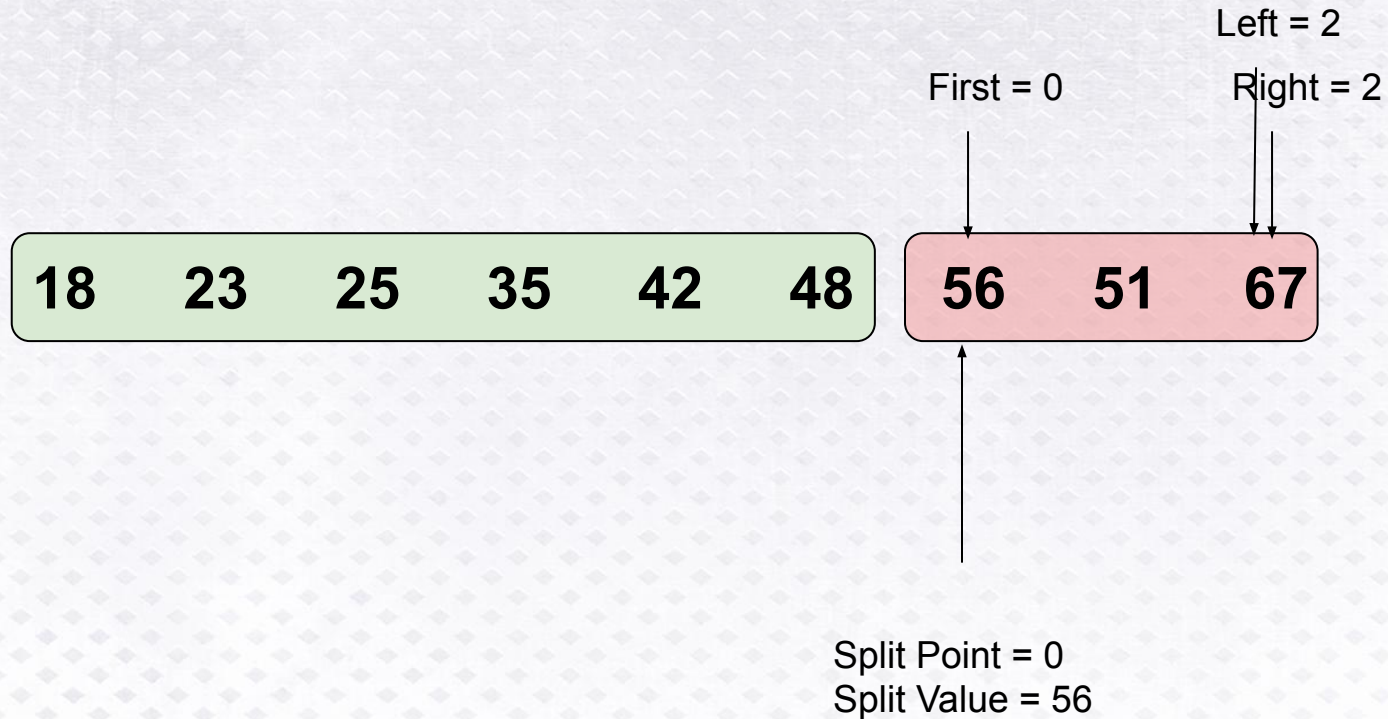 Left = 2
First = 0
Right = 2
18 23 25 35 42 48 56 51 67
Split Point = 0
Split Value = 56